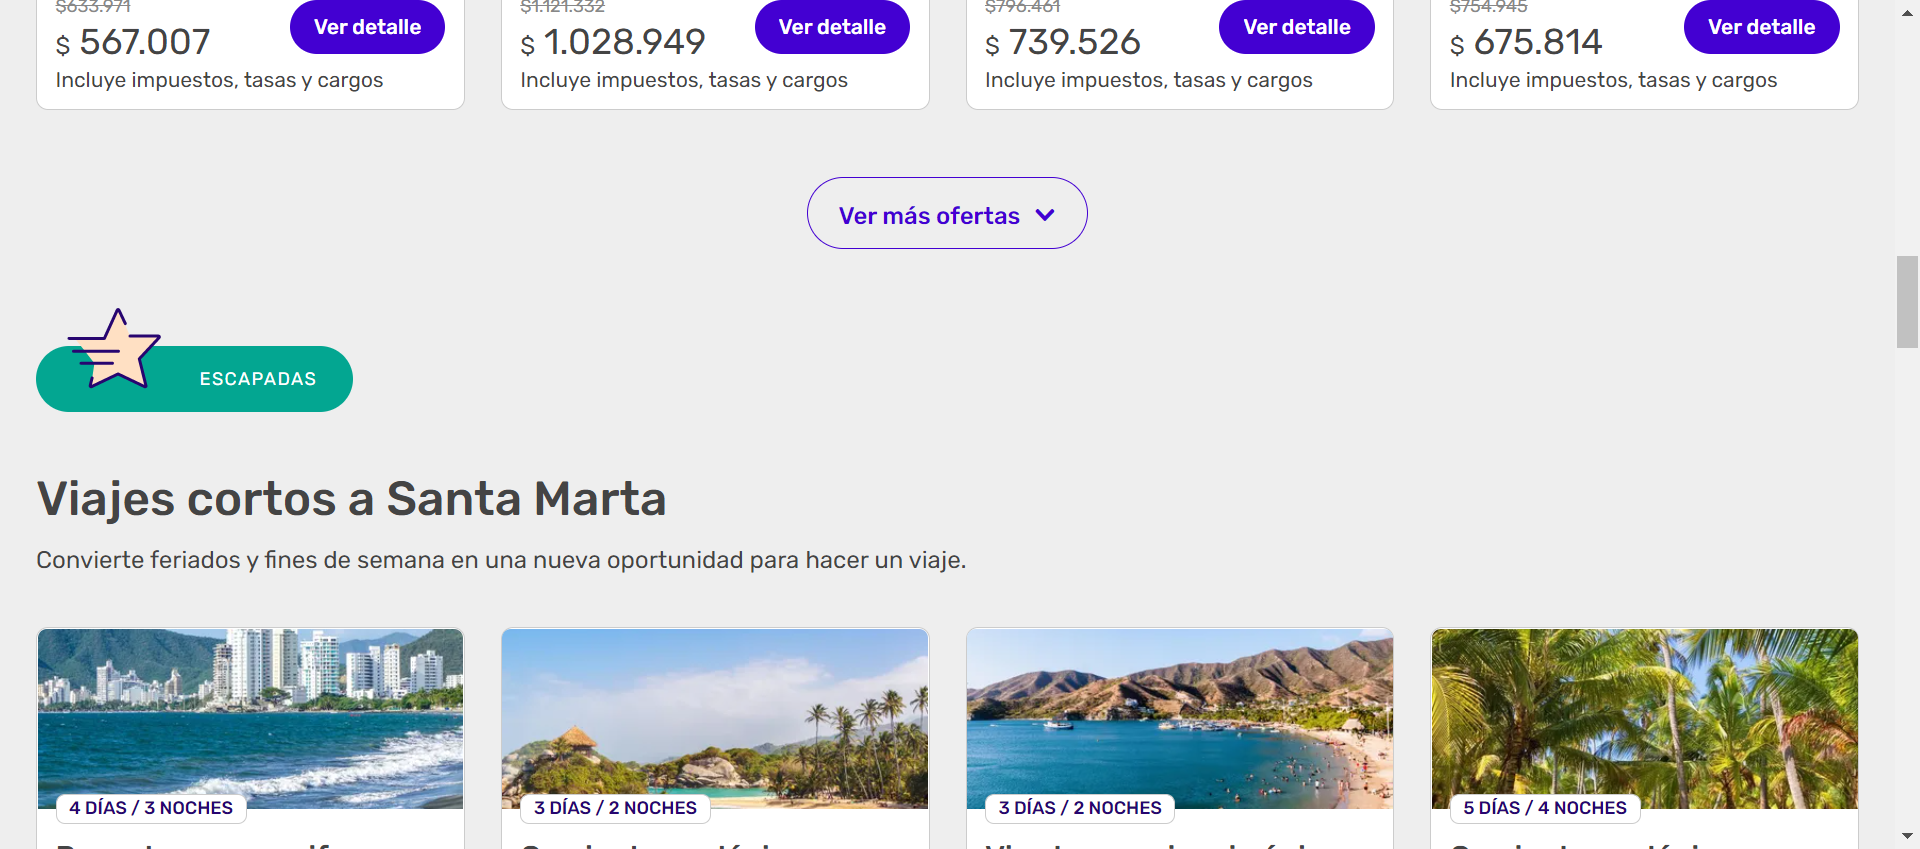 $633.971
$1.121.332
$796.461
$754.945
$ 567.007
Ver detalle
$ 1.028.949
Ver detalle
$ 739.526
Ver detalle
$ 675.814
Ver detalle
Incluye impuestos, tasas y cargos
Incluye impuestos, tasas y cargos
Incluye impuestos, tasas y cargos
Incluye impuestos, tasas y cargos
Ver más ofertas
ESCAPADAS
Viajes cortos a Santa Marta
Convierte feriados y fines de semana en una nueva oportunidad para hacer un viaje.
4 DÍAS / 3 NOCHES
3 DÍAS / 2 NOCHES
3 DÍAS / 2 NOCHES
5 DÍAS / 4 NOCHES